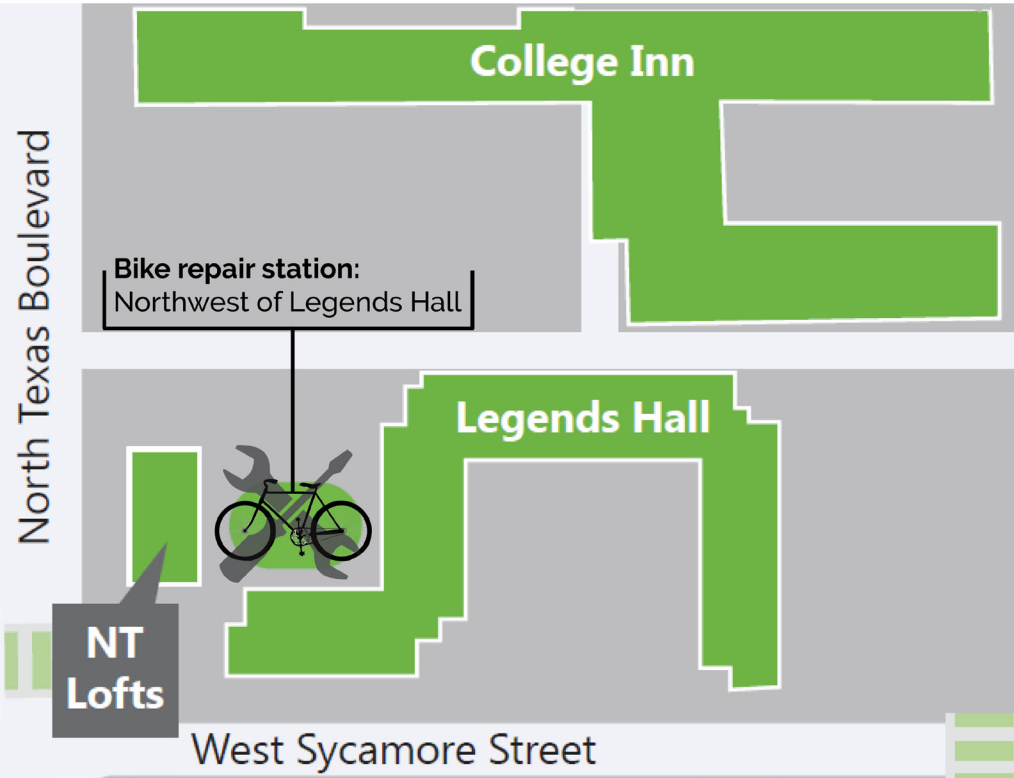 College Inn
North Texas Boulevard
Bike repair station:
Northwest of Legends Hall
Legends Hall
NT
Lofts
West Sycamore Street